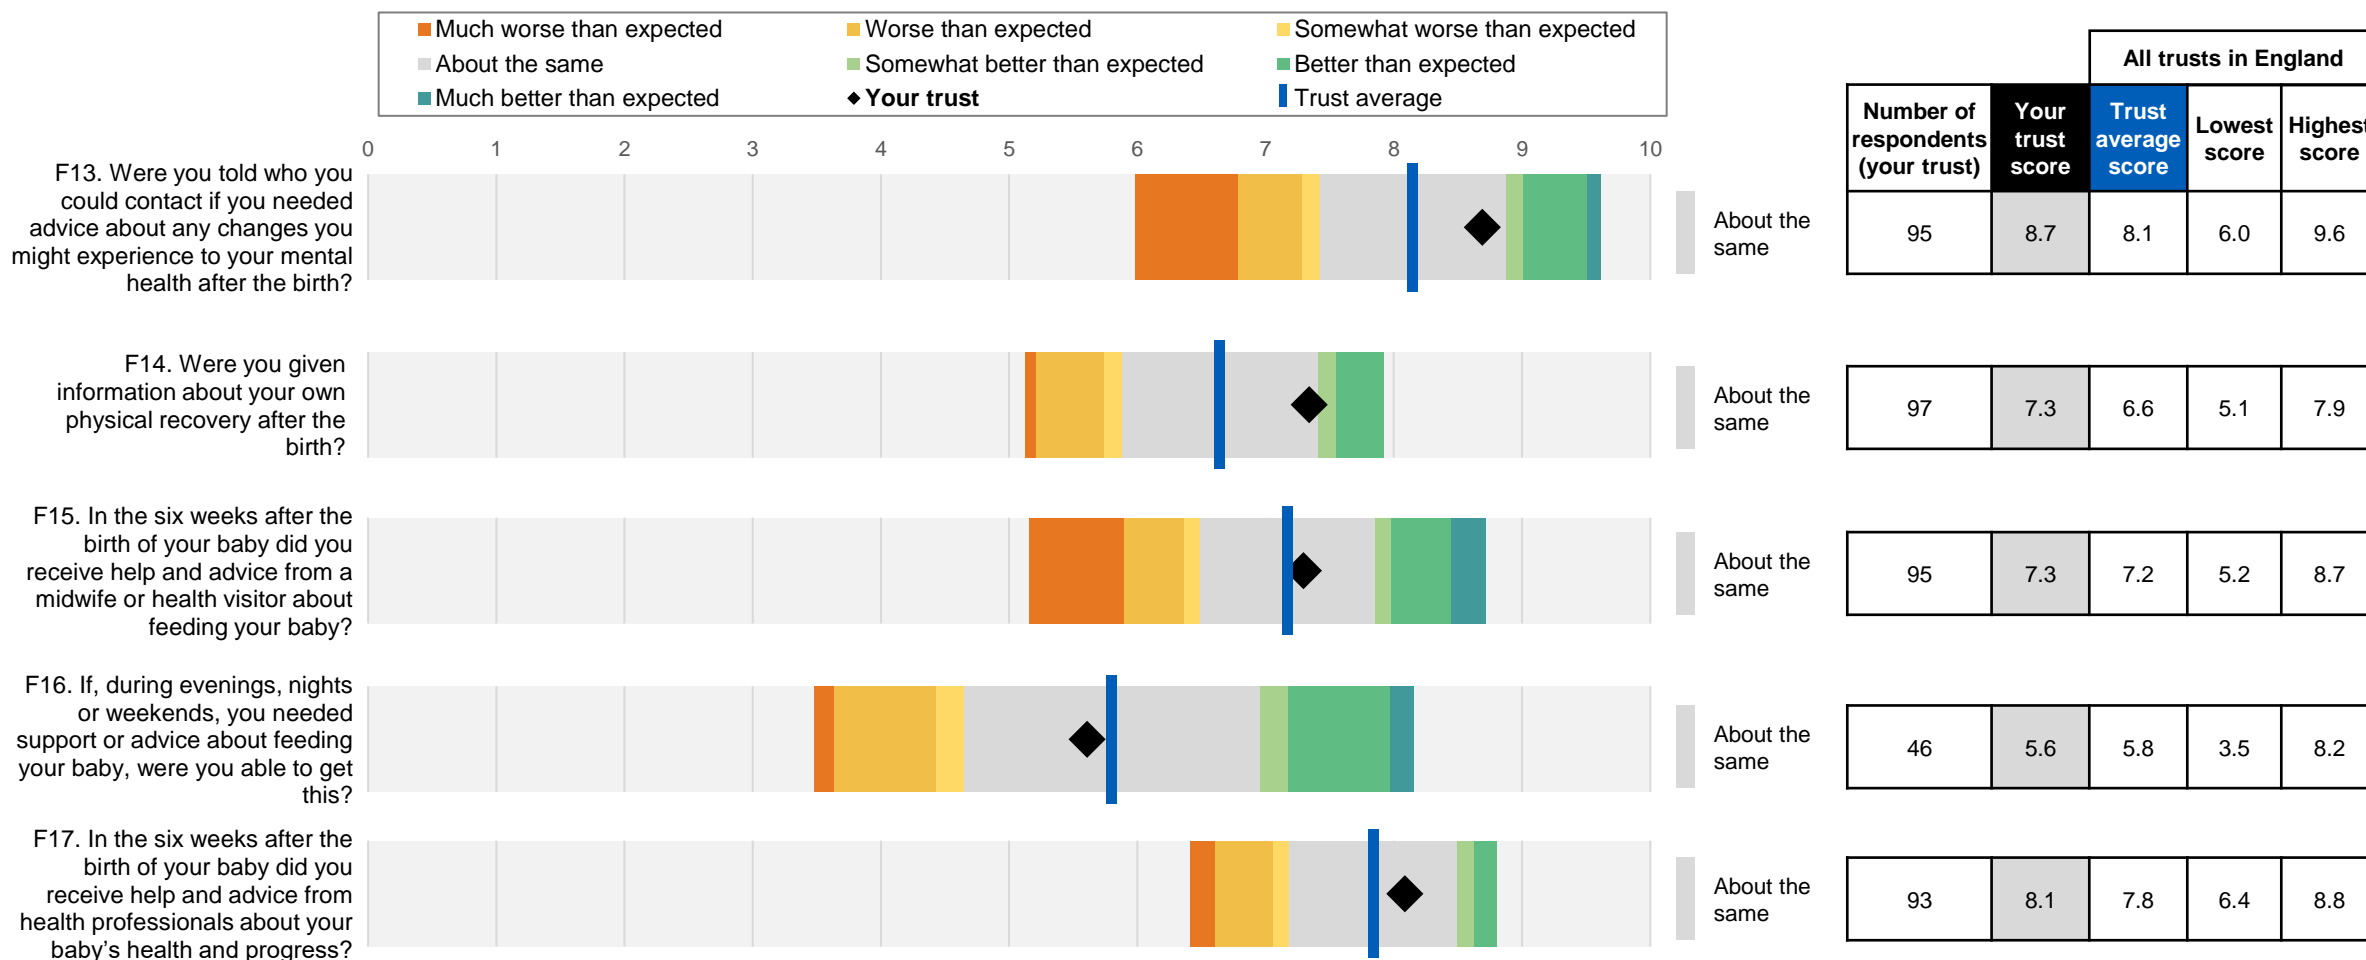 Much worse than expected
Worse than expected
Somewhat worse than expected
About the same
Somewhat better than expected
Better than expected
Much better than expected
Your trust
Trust average
All trusts in England
Number of
respondents
(your trust)
Your
trust
score
Trust
average
score
Lowest
score
Highest
score
0 1 2 3 4 5 6 7 8 9 10
F13. Were you told who you
could contact if you needed
advice about any changes you
might experience to your mental
health after the birth?
About the
same
95 8.7 8.1 6.0 9.6
F14. Were you given
information about your own
physical recovery after the
birth?
About the
same
97 7.3 6.6 5.1 7.9
F15. In the six weeks after the
birth of your baby did you
receive help and advice from a
midwife or health visitor about
feeding your baby?
About the
same
95 7.3 7.2 5.2 8.7
F16. If, during evenings, nights
or weekends, you needed
support or advice about feeding
your baby, were you able to get
this?
About the
same
46 5.6 5.8 3.5 8.2
F17. In the six weeks after the
birth of your baby did you
receive help and advice from
health professionals about your
baby’s health and progress?
About the
same
93 8.1 7.8 6.4 8.8